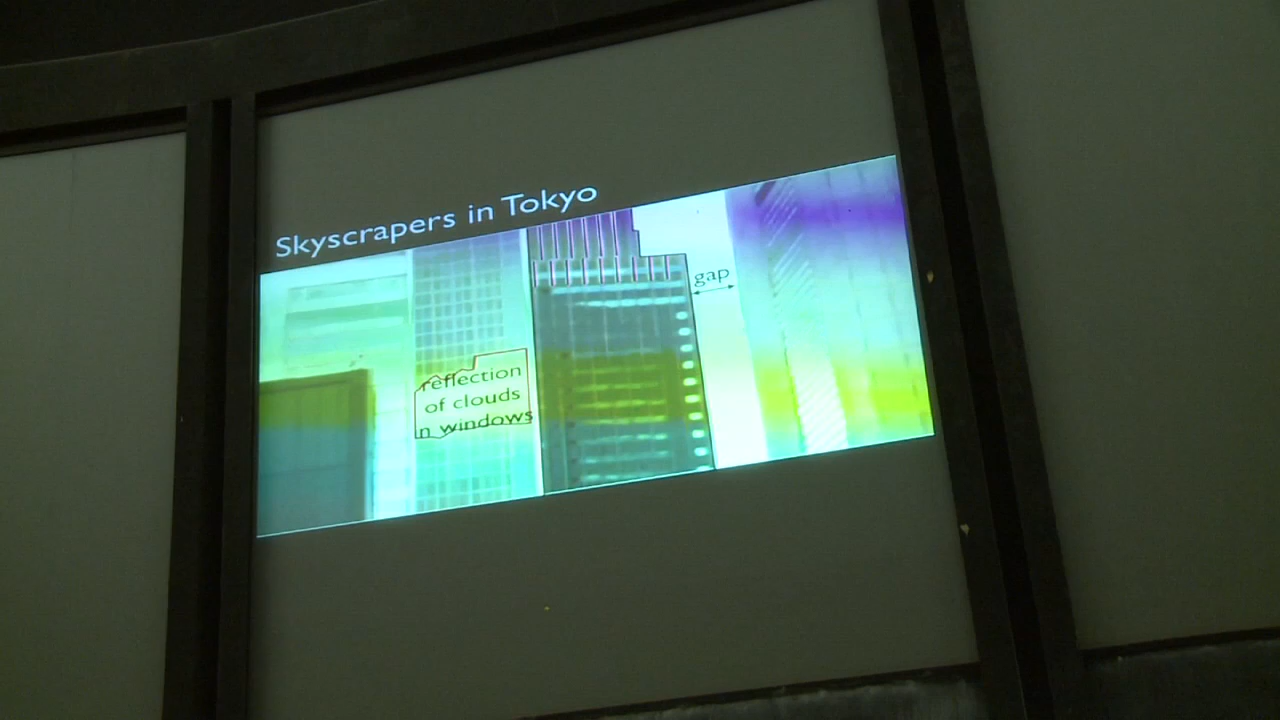 Skyscrapers in Tokyo
gap
reflection
of clouds
n windows